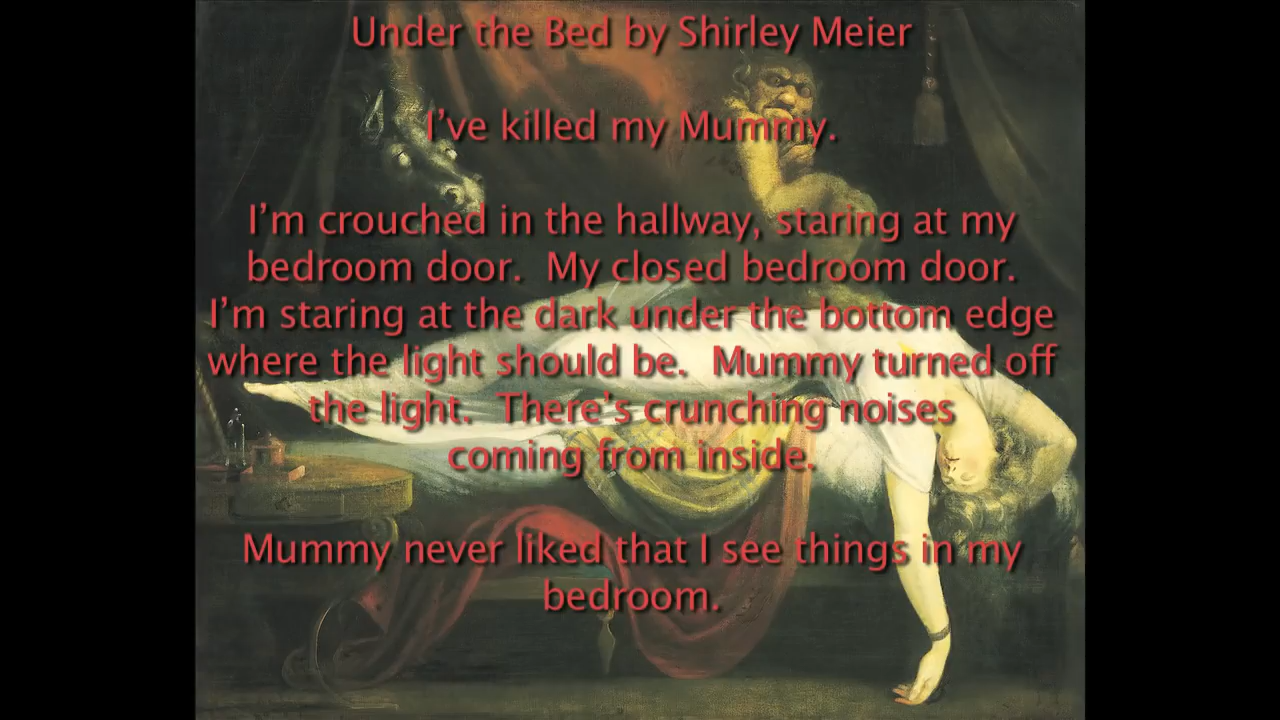 Under the Bed by Shirley Meier
I've killed my Mummy.
I'm crouched in the hallway, staring at my
bedroom door.  My closed bedroom door.
I'm staring at the dark under the bottom edge
where the light should be.  Mummy turned off
the light.  There's crunching noises
coming from inside.
Mummy never liked that I see things in my
bedroom.